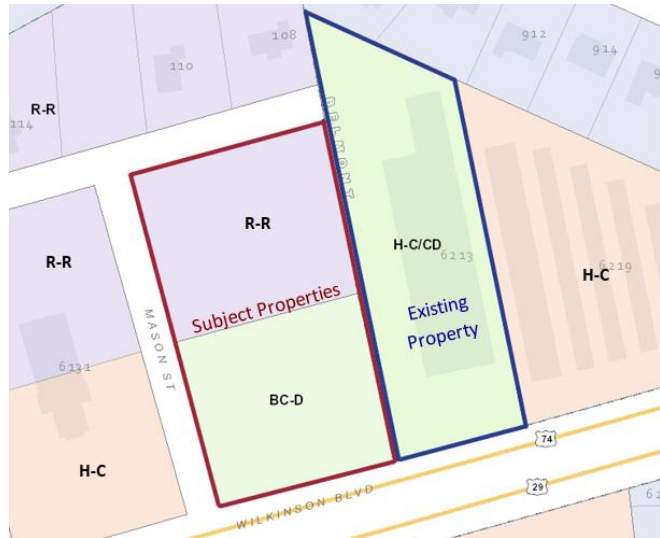 108
912
914
110
R-R
114
BELMONT
R-R
H-C/CD
6213
R-R
6219
H-C
Subject Properties
Existing
Property
MASON ST
6131
BC-D
H-C
74
29
WILKINSON BLVD